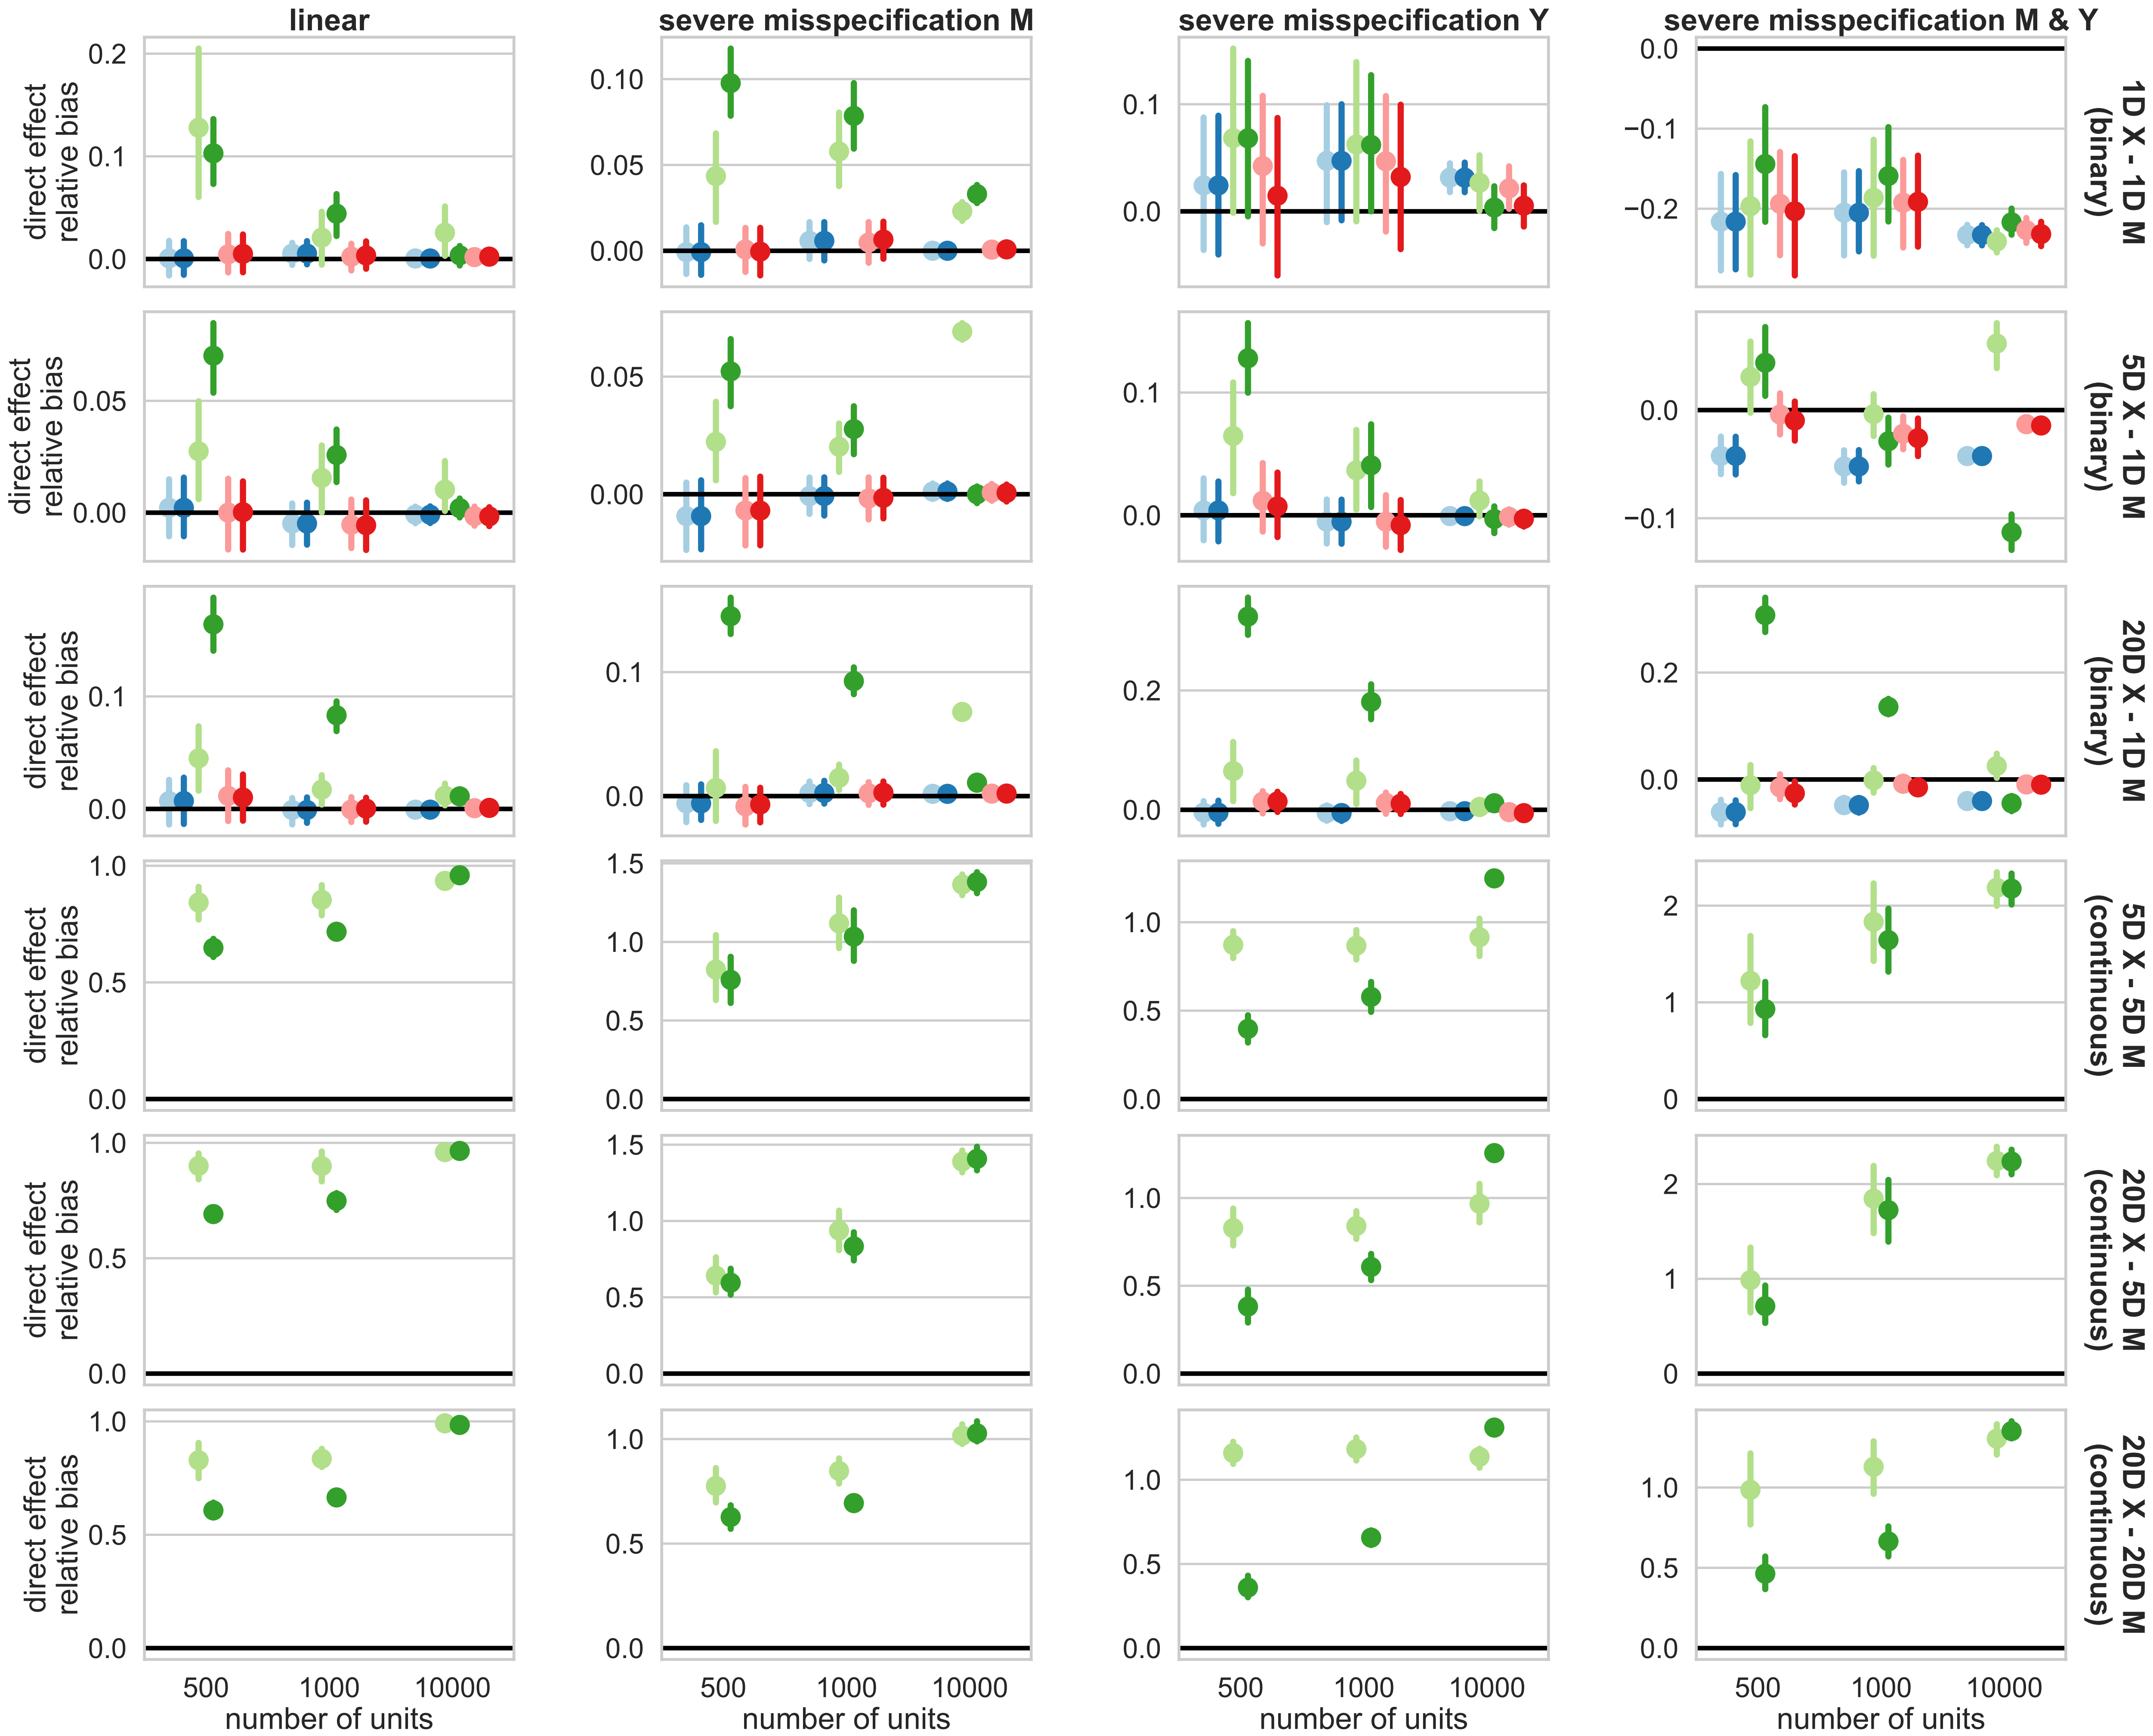 linear
severe misspecification M
severe misspecification Y
severe misspecification M & Y
direct effect
relative bias
0.2
0.1
0.0
0.10
0.05
0.00
0.1
0.0
0.0
−0.1
−0.2
1D X - 1D M
(binary)
direct effect
relative bias
0.05
0.00
0.05
0.00
0.1
0.0
0.0
−0.1
5D X - 1D M
(binary)
direct effect
relative bias
0.1
0.0
0.1
0.0
0.2
0.0
0.2
0.0
20D X - 1D M
(binary)
direct effect
relative bias
1.0
0.5
0.0
1.5
1.0
0.5
0.0
1.0
0.5
0.0
2
1
0
5D X - 5D M
(continuous)
direct effect
relative bias
1.0
0.5
0.0
1.5
1.0
0.5
0.0
1.0
0.5
0.0
2
1
0
20D X - 5D M
(continuous)
direct effect
relative bias
1.0
0.5
0.0
1.0
0.5
0.0
1.0
0.5
0.0
1.0
0.5
0.0
20D X - 20D M
(continuous)
500 1000 10000
number of units
500 1000 10000
number of units
500 1000 10000
number of units
500 1000 10000
number of units